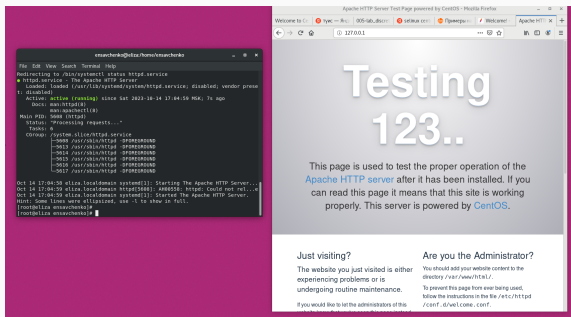 ensavchenko@eliza:/home/ensavchenko
File Edit View Search Terminal Help
Redirecting to /bin/systemctl status httpd.service
● httpd.service - The Apache HTTP Server
Loaded: loaded (/usr/lib/systemd/system/httpd.service; disabled; vendor prese
t: disabled)
Active: active (running) since Sat 2023-10-14 17:04:59 MSK; 7s ago
Docs: man:httpd(8)
man:apachectl(8)
Main PID: 5608 (httpd)
Status: "Processing requests..."
Tasks: 6
CGroup: /system.slice/httpd.service
├─5608 /usr/sbin/httpd -DFOREGROUND
├─5613 /usr/sbin/httpd -DFOREGROUND
├─5614 /usr/sbin/httpd -DFOREGROUND
├─5615 /usr/sbin/httpd -DFOREGROUND
├─5616 /usr/sbin/httpd -DFOREGROUND
└─5617 /usr/sbin/httpd -DFOREGROUND
Oct 14 17:04:58 eliza.localdomain systemd[1]: Starting The Apache HTTP Server...
Oct 14 17:04:59 eliza.localdomain httpd[5608]: AH00558: httpd: Could not rel...e
Oct 14 17:04:59 eliza.localdomain systemd[1]: Started The Apache HTTP Server.
Hint: Some lines were ellipsized, use -l to show in full.
[root@eliza ensavchenko]#
[root@eliza ensavchenko]#
Apache HTTP Server Test Page powered by CentOS - Mozilla Firefox
Welcome to Ce
005-lab_discre
selinux cent
Welcome!
Apache HTTP
127.0.0.1
Testing
123..
This page is used to test the proper operation of the
Apache HTTP server after it has been installed. If you
can read this page it means that this site is working
properly. This server is powered by CentOS.
Just visiting?
The website you just visited is either
experiencing problems or is
undergoing routine maintenance.
If you would like to let the administrators of this
Are you the Administrator?
You should add your website content to the
directory /var/www/html/.
To prevent this page from ever being used,
follow the instructions in the file /etc/httpd
/conf.d/welcome.conf.